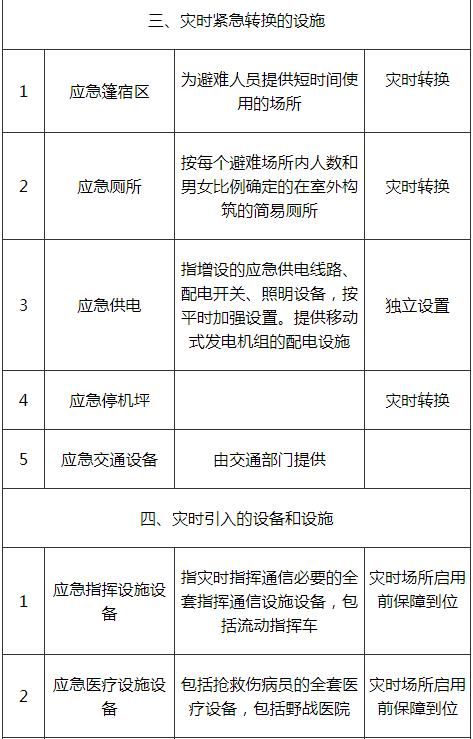 三、灾时紧急转换的设施
1
应急篷宿区
为避难人员提供短时间使
用的场所
灾时转换
2
应急厕所
按每个避难场所内人数和
男女比例确定的在室外构
筑的简易厕所
灾时转换
3
应急供电
指增设的应急供电线路、
配电开关、照明设备，按
平时加强设置。提供移动
式发电机组的配电设施
独立设置
4
应急停机坪
灾时转换
5
应急交通设备
由交通部门提供
四、灾时引入的设备和设施
1
应急指挥设施设
备
指灾时指挥通信必要的全
套指挥通信设施设备，包
括流动指挥车
灾时场所启用
前保障到位
2
应急医疗设施设
备
包括抢救伤病员的全套医
疗设备，包括野战医院
灾时场所启用
前保障到位